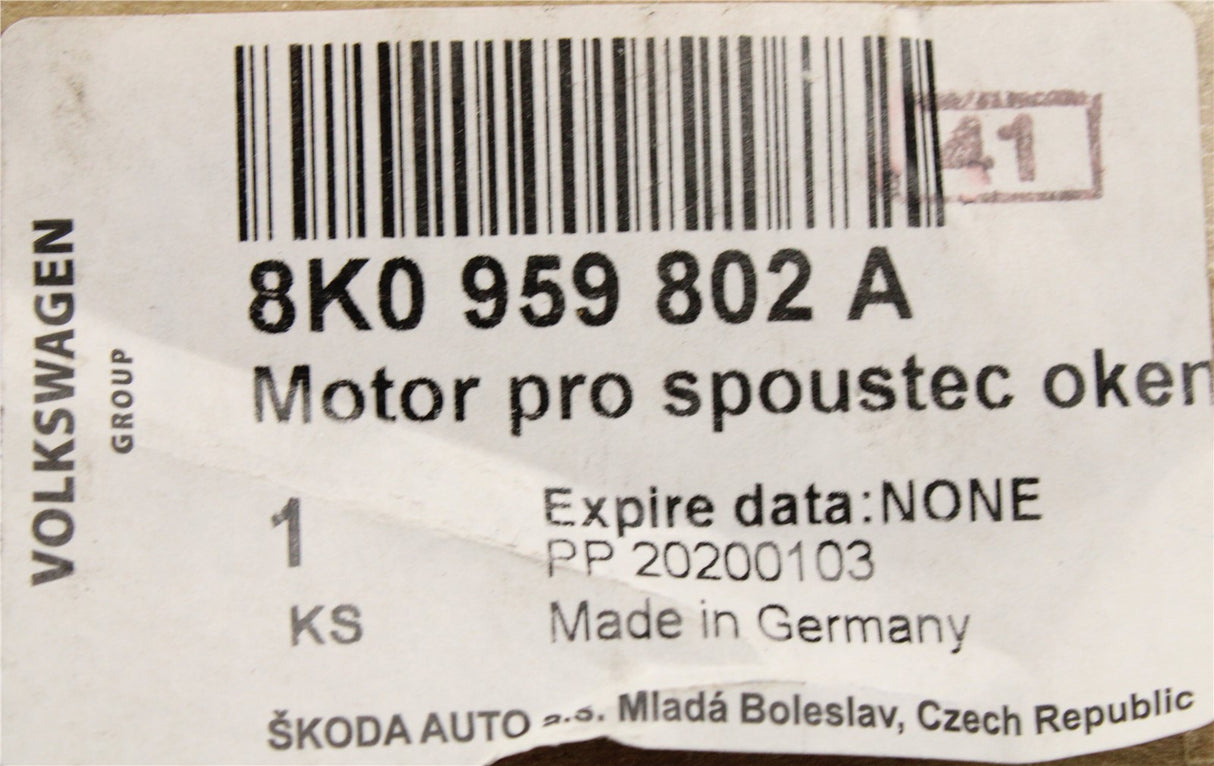 VOLKSWAGEN
GROUP
41
8K0 959 802 A
Motor pro spoustec oken
1
Expire data:NONE
PP 20200103
KS
Made in Germany
ŠKODA AUTO a.s. Mladá Boleslav, Czech Republic